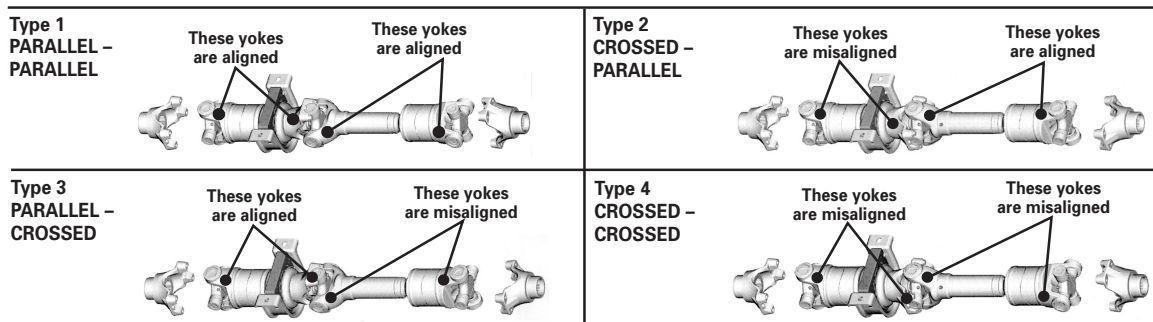 Type 1
PARALLEL –
PARALLEL
These yokes
are aligned
These yokes
are aligned
Type 2
CROSSED –
PARALLEL
These yokes
are misaligned
These yokes
are aligned
Type 3
PARALLEL –
CROSSED
These yokes
are aligned
These yokes
are misaligned
Type 4
CROSSED –
CROSSED
These yokes
are misaligned
These yokes
are misaligned